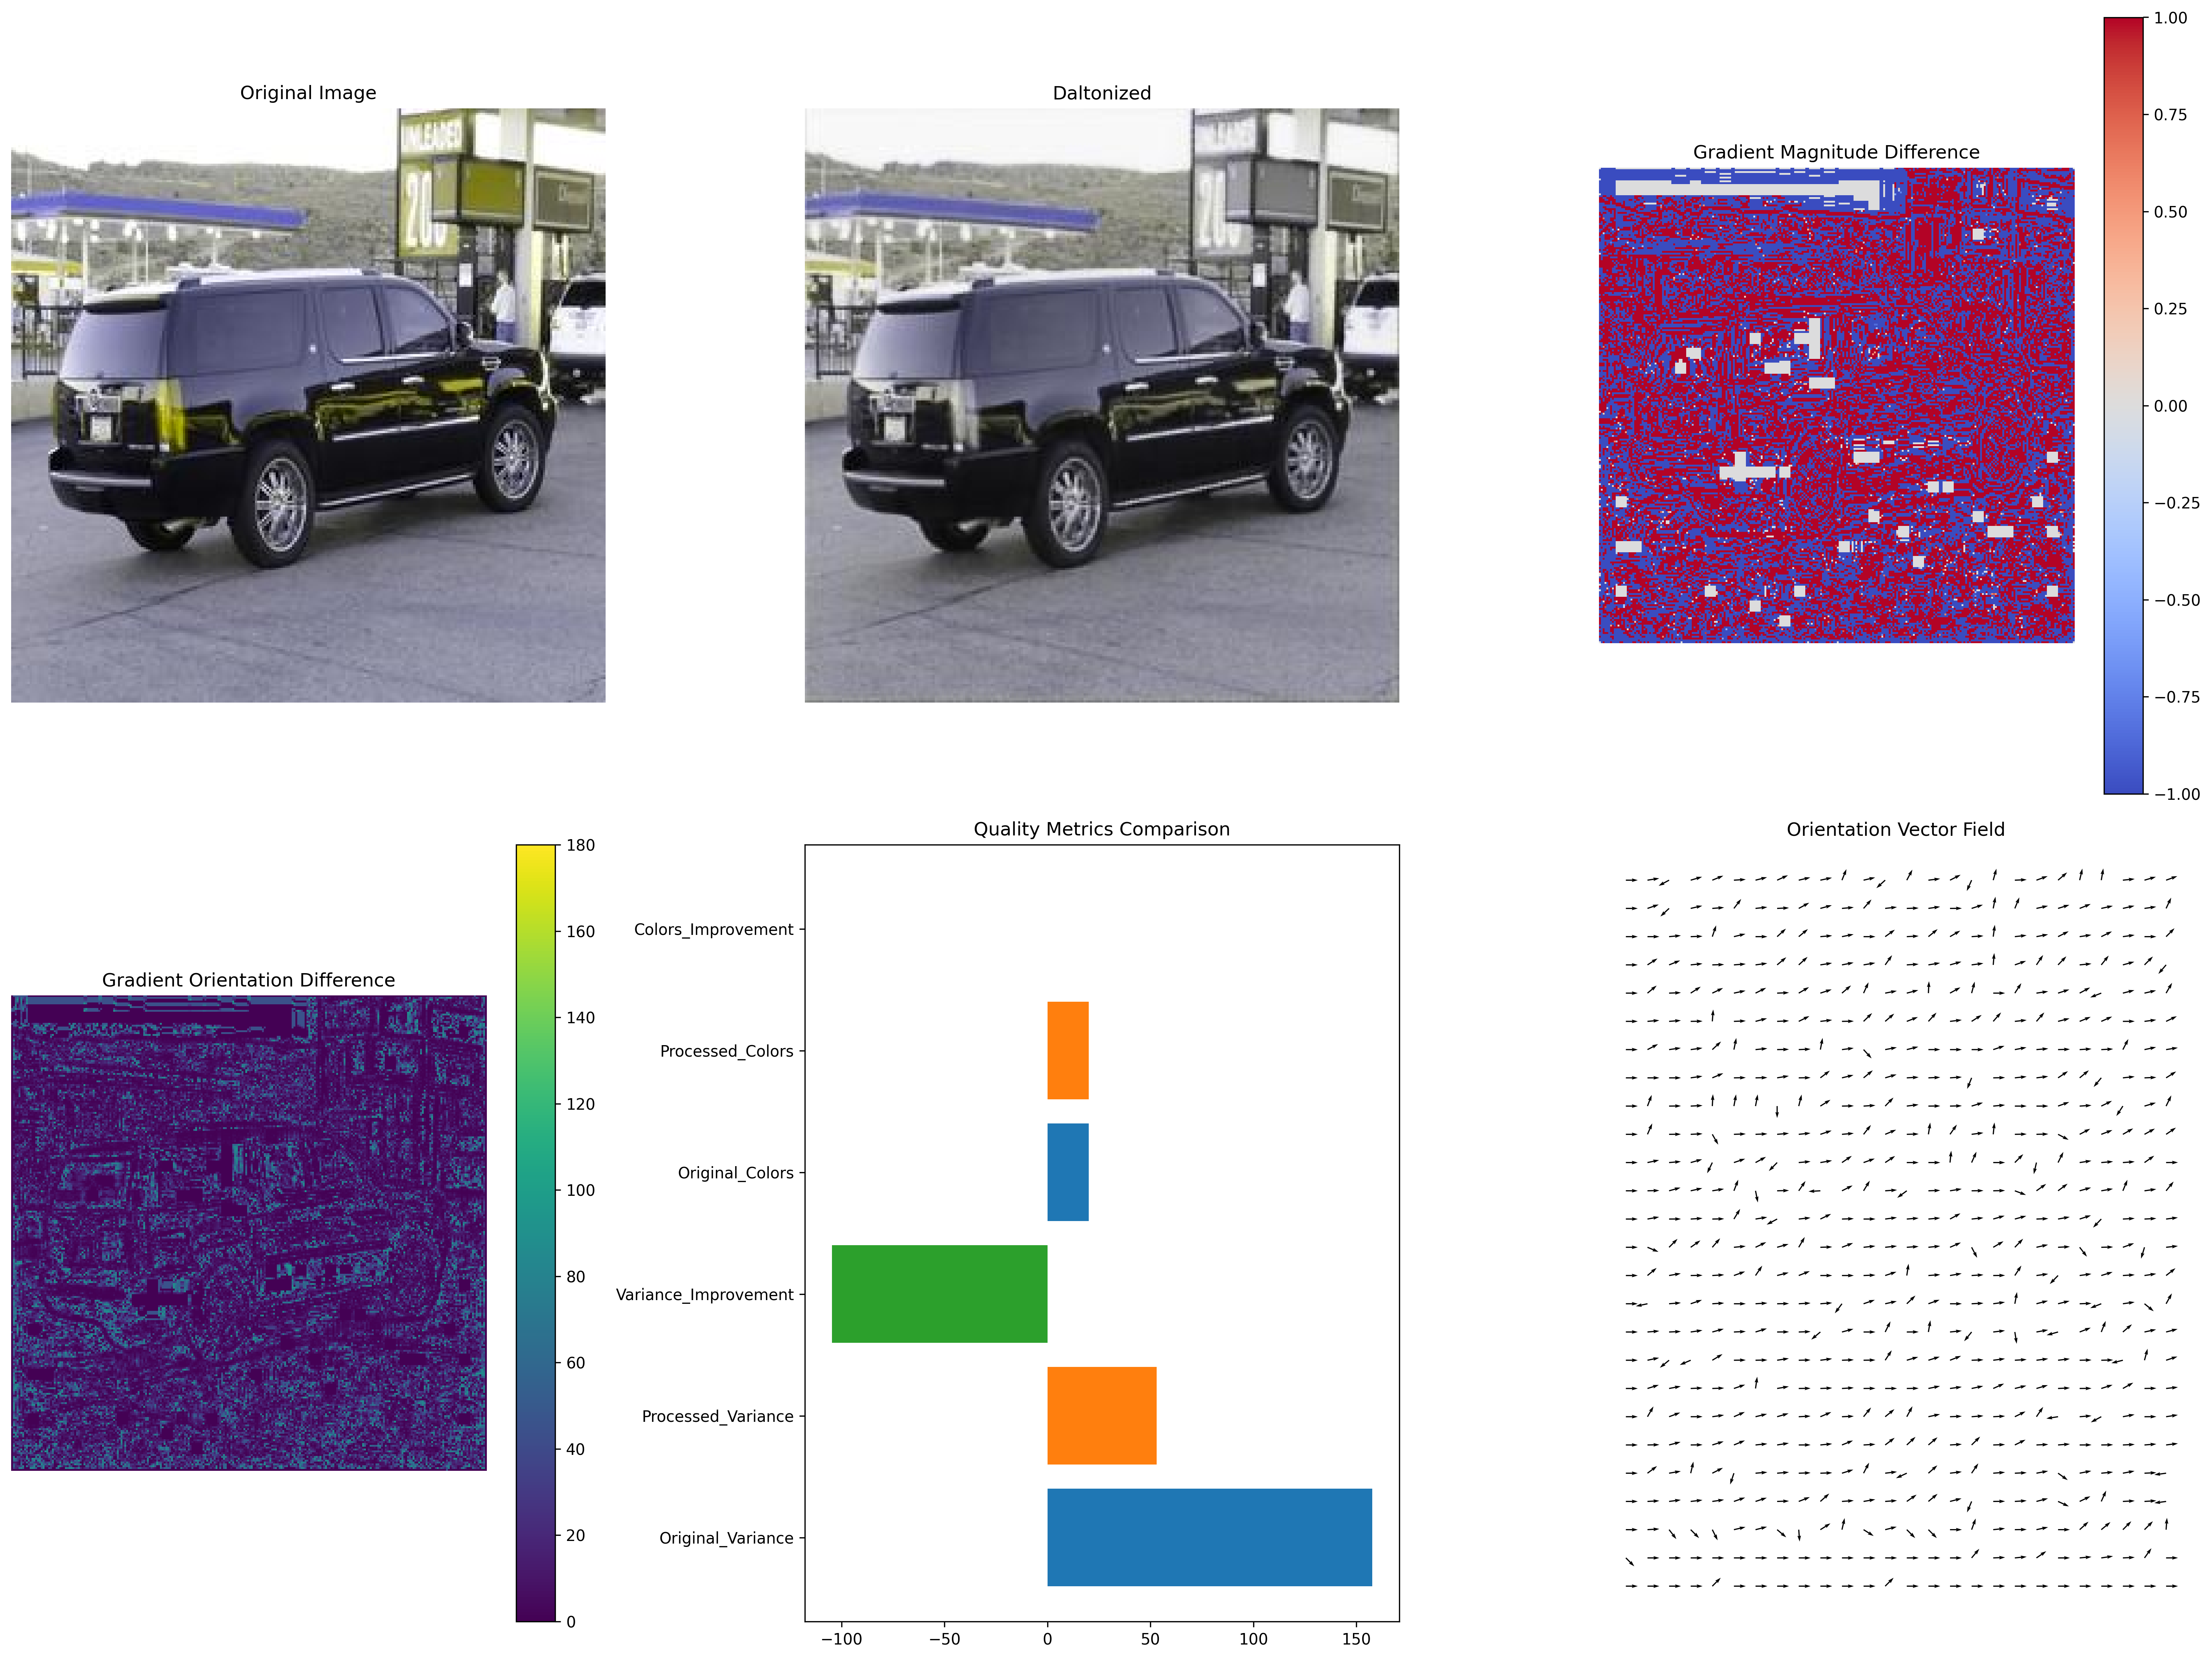 Original Image
Daltonized
Gradient Magnitude Difference
UNLEADED
20
20
1.00
0.75
0.50
0.25
0.00
−0.25
−0.50
−0.75
−1.00
Gradient Orientation Difference
180
160
140
120
100
80
60
40
20
0
Quality Metrics Comparison
Colors_Improvement
Processed_Colors
Original_Colors
Variance_Improvement
Processed_Variance
Original_Variance
−100
−50
0
50
100
150
Orientation Vector Field